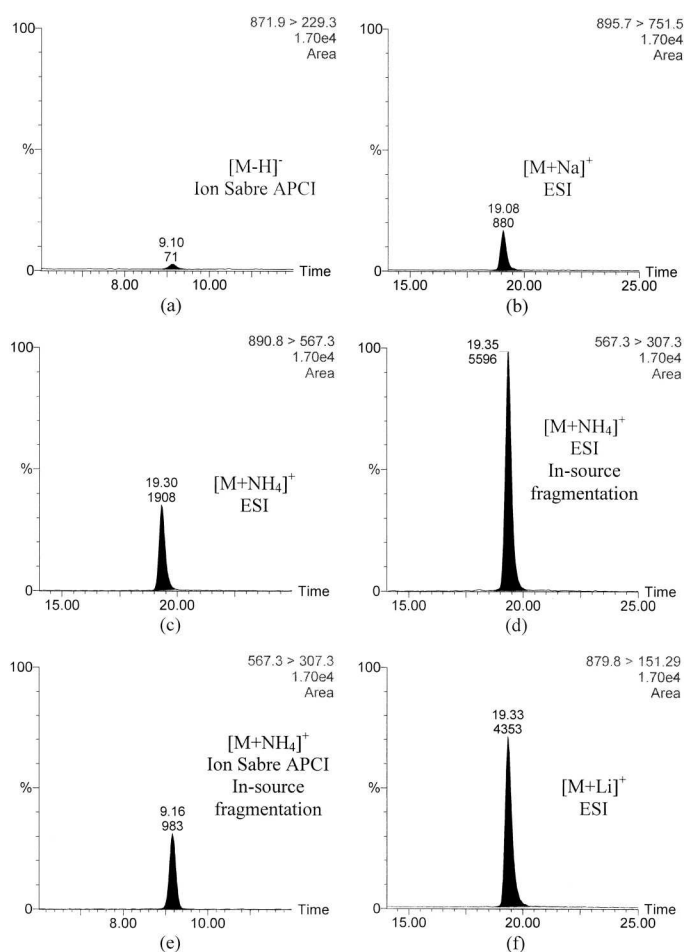 871.9 > 229.3
1.70e4
Area
100
%
0
[M-H]⁻
Ion Sabre APCI
9.10
71
Time
8.00 10.00
(a)
895.7 > 751.5
1.70e4
Area
100
%
0
[M+Na]⁺
ESI
19.08
880
Time
15.00 20.00 25.00
(b)
890.8 > 567.3
1.70e4
Area
100
%
0
[M+NH₄]⁺
ESI
19.30
1908
Time
15.00 20.00
(c)
567.3 > 307.3
1.70e4
Area
100
%
0
19.35
5596
[M+NH₄]⁺
ESI
In-source
fragmentation
Time
15.00 20.00 25.00
(d)
567.3 > 307.3
1.70e4
Area
100
%
0
[M+NH₄]⁺
Ion Sabre APCI
In-source
fragmentation
9.16
983
Time
8.00 10.00
(e)
879.8 > 151.29
1.70e4
Area
100
%
0
19.33
4353
[M+Li]⁺
ESI
Time
15.00 20.00 25.00
(f)